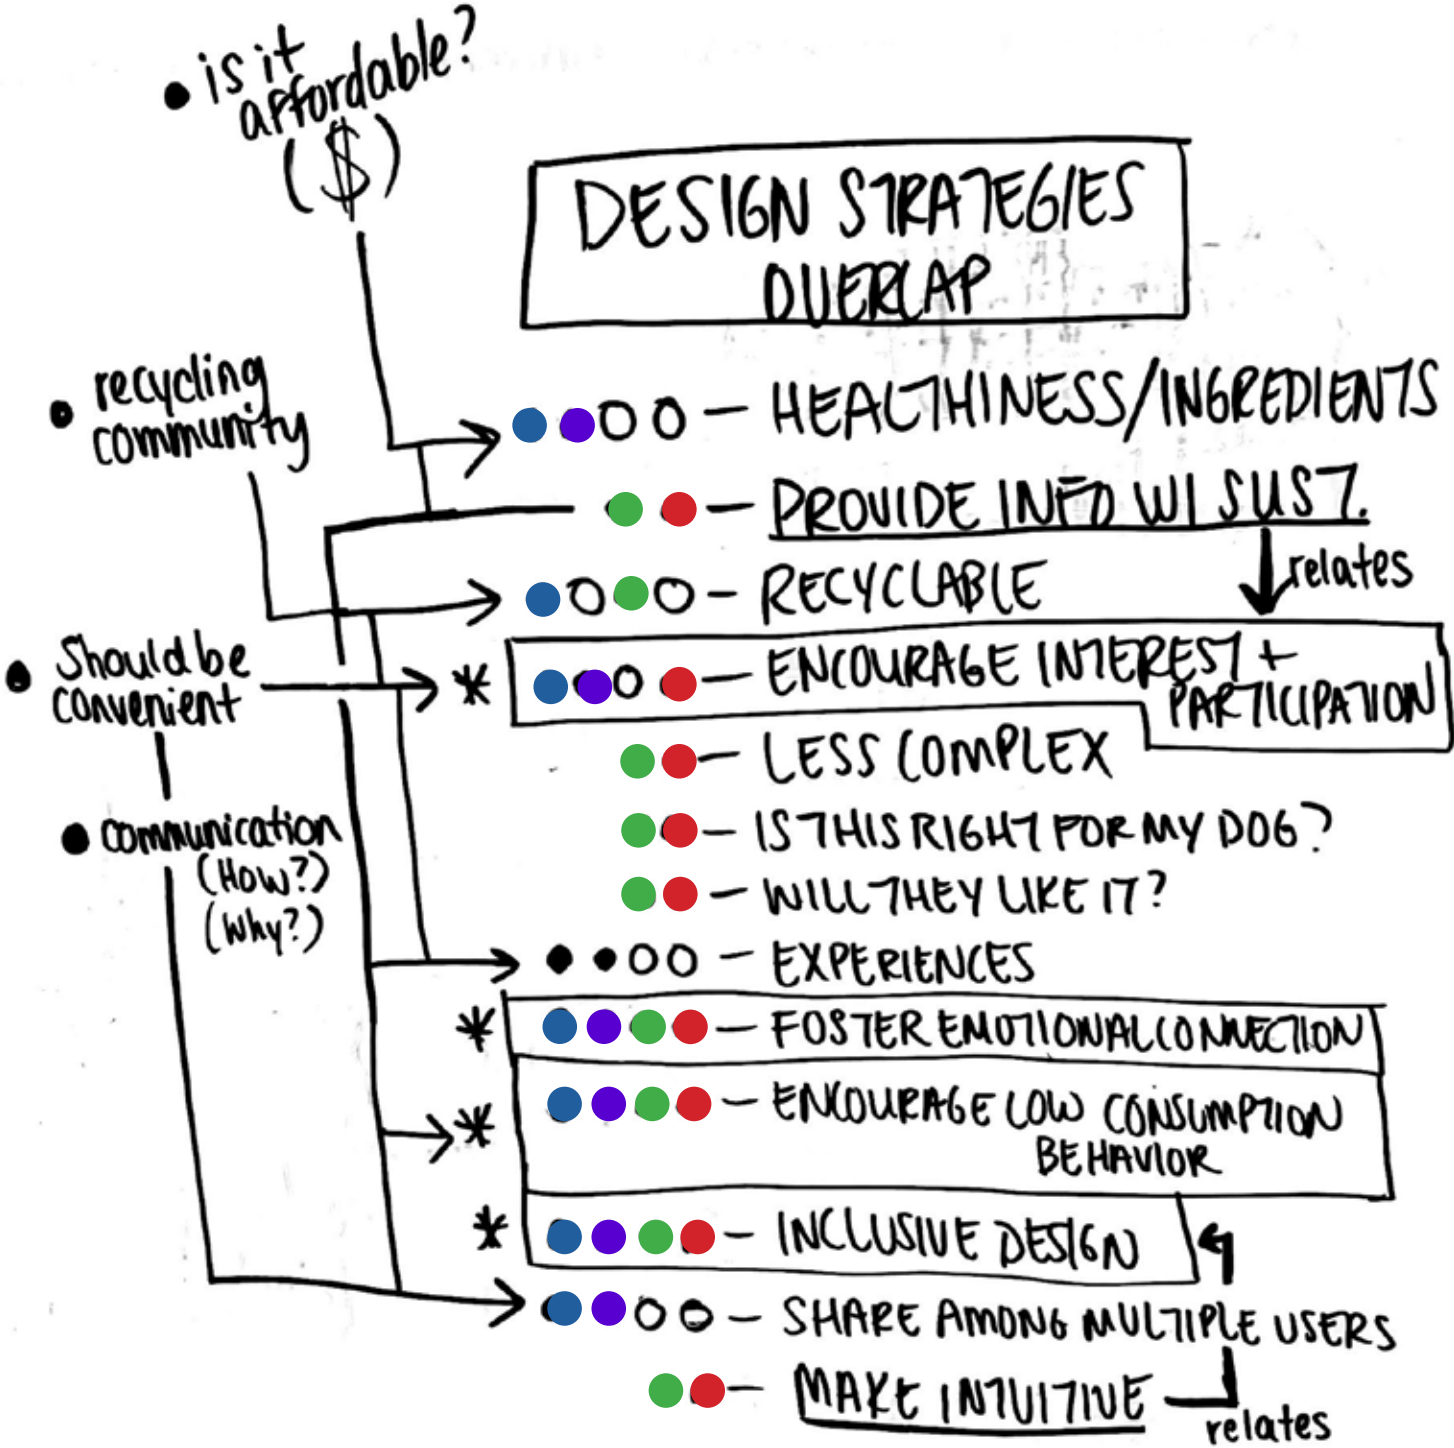 • is it
affordable?
($)
DESIGN STRATEGIES
OVERLAP
• recycling
community
— HEALTHINESS/INGREDIENTS
— PROVIDE INFO W/ SUST.
relates
— RECYCLABLE
• Should be
convenient
* — ENCOURAGE INTEREST +
PARTICIPATION
— LESS COMPLEX
• communication
(How?)
(Why?)
— IS THIS RIGHT FOR MY DOG?
— WILL THEY LIKE IT?
— EXPERIENCES
* — FOSTER EMOTIONAL CONNECTION
* — ENCOURAGE LOW CONSUMPTION
BEHAVIOR
* — INCLUSIVE DESIGN
— SHARE AMONG MULTIPLE USERS
— MAKE INTUITIVE
relates